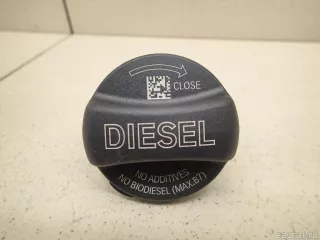 CLOSE
DIESEL
NO ADDITIVES
NO BIODIESEL (MAX.B7)